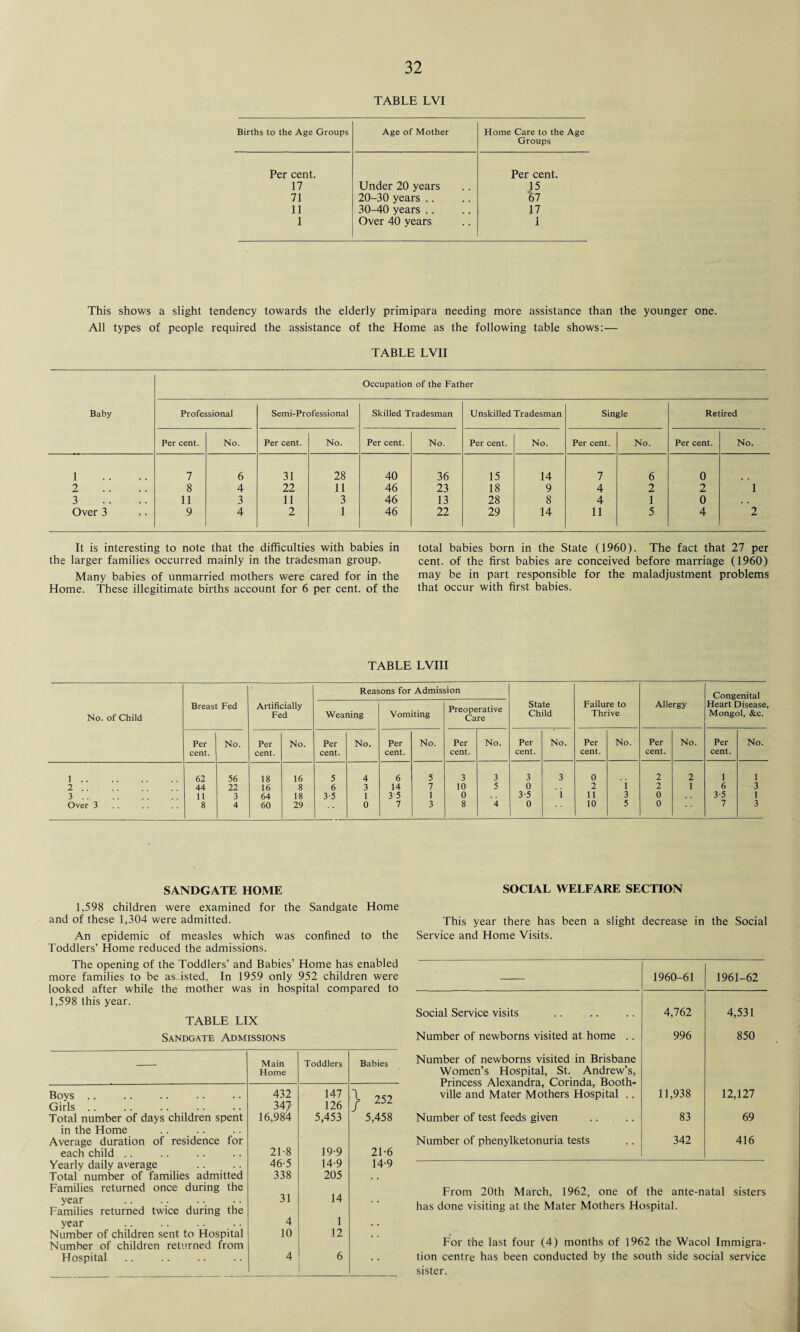 32
TABLE LVI
Births to the Age Groups | Age of Mother | Home Care to the Age Groups
Per cent. | | Per cent.
17 | Under 20 years .. | 15
71 | 20-30 years .. .. | 67
11 | 30-40 years .. .. | 17
1 | Over 40 years .. | 1
This shows a slight tendency towards the elderly primipara needing more assistance than the younger one.
All types of people required the assistance of the Home as the following table shows:—
TABLE LVII
Baby | Occupation of the Father
Professional | Semi-Professional | Skilled Tradesman | Unskilled Tradesman | Single | Retired
Per cent. | No. | Per cent. | No. | Per cent. | No. | Per cent. | No. | Per cent. | No. | Per cent. | No.
1 .. .. | 7 | 6 | 31 | 28 | 40 | 36 | 15 | 14 | 7 | 6 | 0 | ..
2 .. .. | 8 | 4 | 22 | 11 | 46 | 23 | 18 | 9 | 4 | 2 | 2 | 1
3 .. .. | 11 | 3 | 11 | 3 | 46 | 13 | 28 | 8 | 4 | 1 | 0 | ..
Over 3 .. | 9 | 4 | 2 | 1 | 46 | 22 | 29 | 14 | 11 | 5 | 4 | 2
It is interesting to note that the difficulties with babies in
the larger families occurred mainly in the tradesman group.
Many babies of unmarried mothers were cared for in the
Home. These illegitimate births account for 6 per cent. of the
total babies born in the State (1960). The fact that 27 per
cent. of the first babies are conceived before marriage (1960)
may be in part responsible for the maladjustment problems
that occur with first babies.
TABLE LVIII
No. of Child | Breast Fed | Artificially Fed | Reasons for Admission | State Child | Failure to Thrive | Allergy | Congenital Heart Disease, Mongol, &c.
Weaning | Vomiting | Preoperative Care
Per cent. | No. | Per cent. | No. | Per cent. | No. | Per cent. | No. | Per cent. | No. | Per cent. | No. | Per cent. | No. | Per cent. | No. | Per cent. | No.
1 .. .. .. .. | 62 | 56 | 18 | 16 | 5 | 4 | 6 | 5 | 3 | 3 | 3 | 3 | 0 | .. | 2 | 2 | 1 | 1
2 .. .. .. .. | 44 | 22 | 16 | 8 | 6 | 3 | 14 | 7 | 10 | 5 | 0 | .. | 2 | 1 | 2 | 1 | 6 | 3
3 .. .. .. .. | 11 | 3 | 64 | 18 | 3·5 | 1 | 3·5 | 1 | 0 | .. | 3·5 | 1 | 11 | 3 | 0 | .. | 3·5 | 1
Over 3 .. .. .. | 8 | 4 | 60 | 29 | .. | 0 | 7 | 3 | 8 | 4 | 0 | .. | 10 | 5 | 0 | .. | 7 | 3
SANDGATE HOME
1,598 children were examined for the Sandgate Home
and of these 1,304 were admitted.
An epidemic of measles which was confined to the
Toddlers' Home reduced the admissions.
The opening of the Toddlers' and Babies' Home has enabled
more families to be assisted. In 1959 only 952 children were
looked after while the mother was in hospital compared to
1,598 this year.
TABLE LIX
SANDGATE ADMISSIONS
— | Main Home | Toddlers | Babies
Boys .. .. .. .. .. | 432 | 147 | } 252
Girls .. .. .. .. .. | 347 | 126
Total number of days children spent in the Home .. .. .. | 16,984 | 5,453 | 5,458
Average duration of residence for each child .. .. .. .. | 21·8 | 19·9 | 21·6
Yearly daily average .. .. | 46·5 | 14·9 | 14·9
Total number of families admitted | 338 | 205 | ..
Families returned once during the year .. .. .. .. | 31 | 14 | ..
Families returned twice during the year .. .. .. .. | 4 | 1 | ..
Number of children sent to Hospital | 10 | 12 | ..
Number of children returned from Hospital .. .. .. .. | 4 | 6 | ..
SOCIAL WELFARE SECTION
This year there has been a slight decrease in the Social
Service and Home Visits.
— | 1960-61 | 1961-62
Social Service visits .. .. .. | 4,762 | 4,531
Number of newborns visited at home .. | 996 | 850
Number of newborns visited in Brisbane
Women's Hospital, St. Andrew's,
Princess Alexandra, Corinda, Booth-
ville and Mater Mothers Hospital .. | 11,938 | 12,127
Number of test feeds given .. .. | 83 | 69
Number of phenylketonuria tests .. | 342 | 416
From 20th March, 1962, one of the ante-natal sisters
has done visiting at the Mater Mothers Hospital.
For the last four (4) months of 1962 the Wacol Immigra-
tion centre has been conducted by the south side social service
sister.